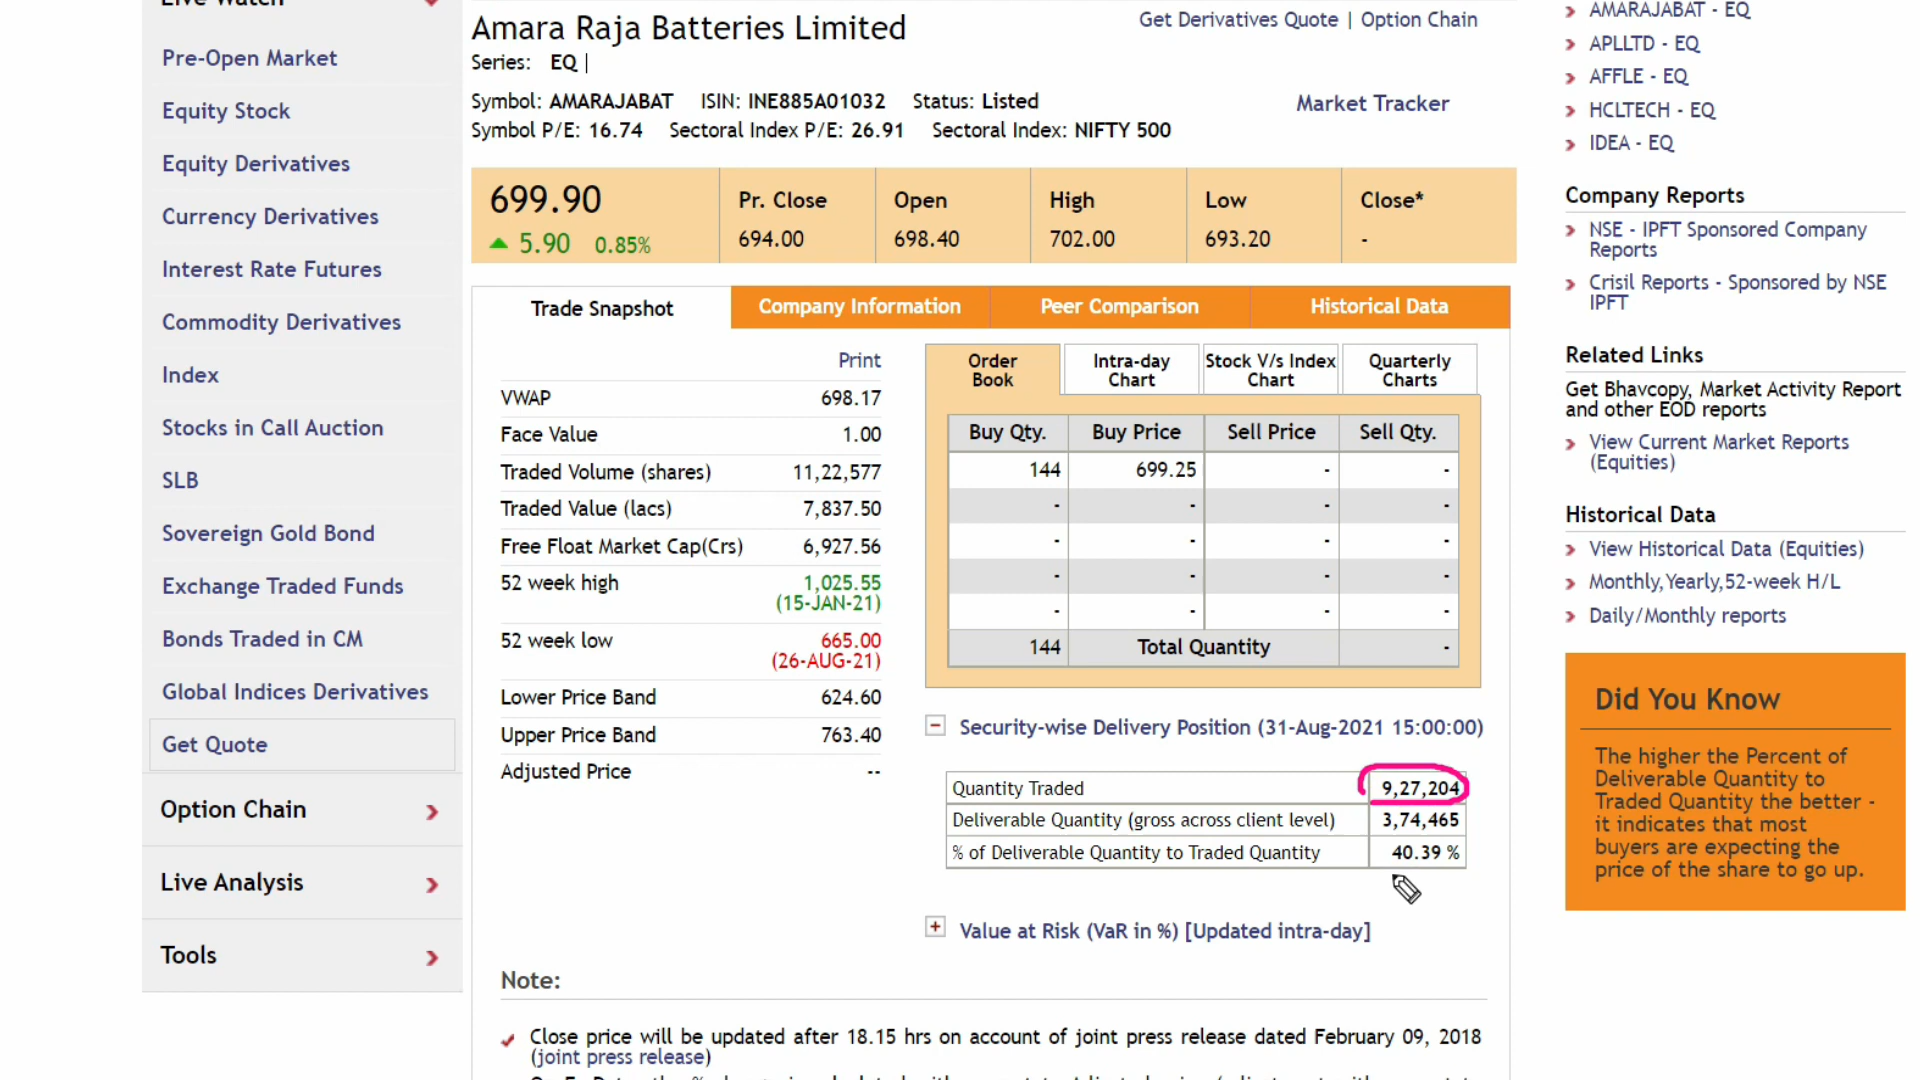 Pre-Open Market
Equity Stock
Equity Derivatives
Currency Derivatives
Interest Rate Futures
Commodity Derivatives
Index
Stocks in Call Auction
SLB
Sovereign Gold Bond
Exchange Traded Funds
Bonds Traded in CM
Global Indices Derivatives
Get Quote
Option Chain
Live Analysis
Tools
Amara Raja Batteries Limited
Get Derivatives Quote | Option Chain
Series: EQ |
Symbol: AMARAJABAT ISIN: INE885A01032 Status: Listed
Market Tracker
Symbol P/E: 16.74 Sectoral Index P/E: 26.91 Sectoral Index: NIFTY 500
699.90 Pr. Close Open High Low Close*
5.90 0.85% 694.00 698.40 702.00 693.20 -
Trade Snapshot Company Information Peer Comparison Historical Data
Print
VWAP 698.17
Face Value 1.00
Traded Volume (shares) 11,22,577
Traded Value (lacs) 7,837.50
Free Float Market Cap(Crs) 6,927.56
52 week high 1,025.55
(15-JAN-21)
52 week low 665.00
(26-AUG-21)
Lower Price Band 624.60
Upper Price Band 763.40
Adjusted Price --
Order Intra-day Stock V/s Index Quarterly
Book Chart Chart Charts
Buy Qty. Buy Price Sell Price Sell Qty.
144 699.25 - -
- - - -
- - - -
- - - -
- - - -
144 Total Quantity -
Security-wise Delivery Position (31-Aug-2021 15:00:00)
Quantity Traded 9,27,204
Deliverable Quantity (gross across client level) 3,74,465
% of Deliverable Quantity to Traded Quantity 40.39 %
Value at Risk (VaR in %) [Updated intra-day]
Note:
Close price will be updated after 18.15 hrs on account of joint press release dated February 09, 2018
(joint press release)
AMARAJABAT - EQ
APLLTD - EQ
AFFLE - EQ
HCLTECH - EQ
IDEA - EQ
Company Reports
NSE - IPFT Sponsored Company
Reports
Crisil Reports - Sponsored by NSE
IPFT
Related Links
Get Bhavcopy, Market Activity Report
and other EOD reports
View Current Market Reports
(Equities)
Historical Data
View Historical Data (Equities)
Monthly,Yearly,52-week H/L
Daily/Monthly reports
Did You Know
The higher the Percent of
Deliverable Quantity to
Traded Quantity the better -
it indicates that most
buyers are expecting the
price of the share to go up.